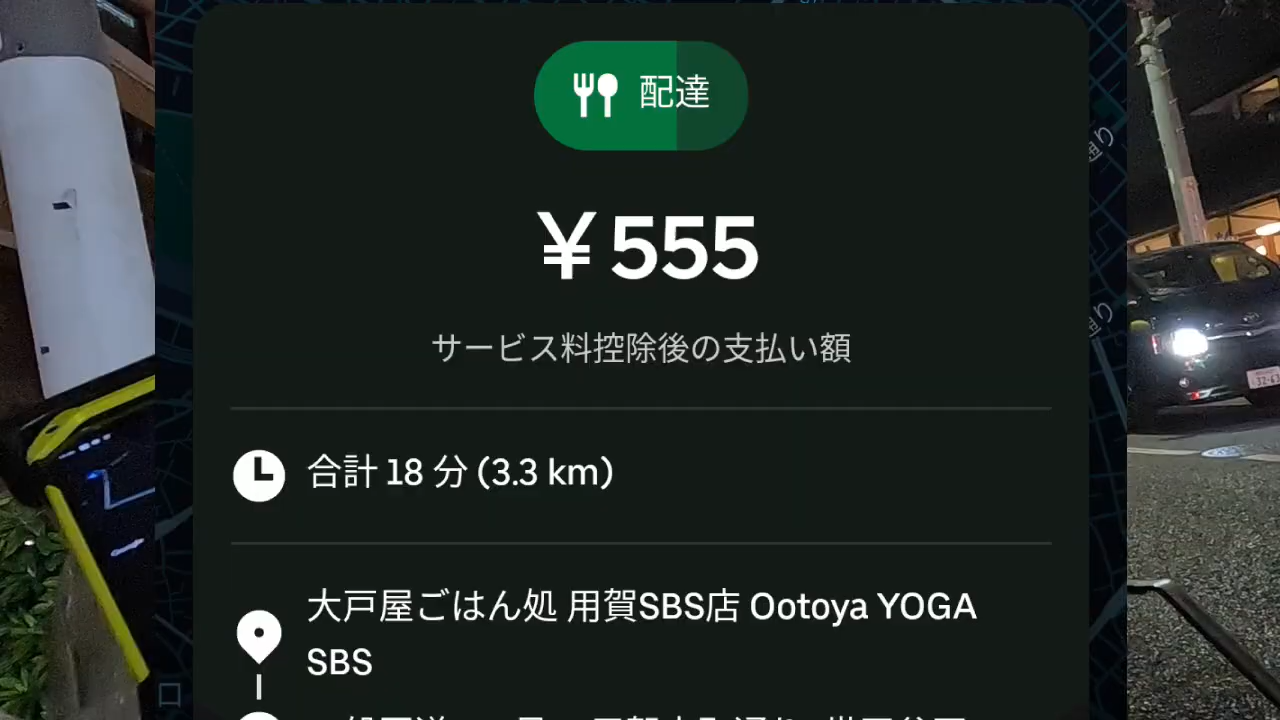 配達
¥555
サービス料控除後の支払い額
合計 18 分 (3.3 km)
大戸屋ごはん処 用賀SBS店 Ootoya YOGA
SBS